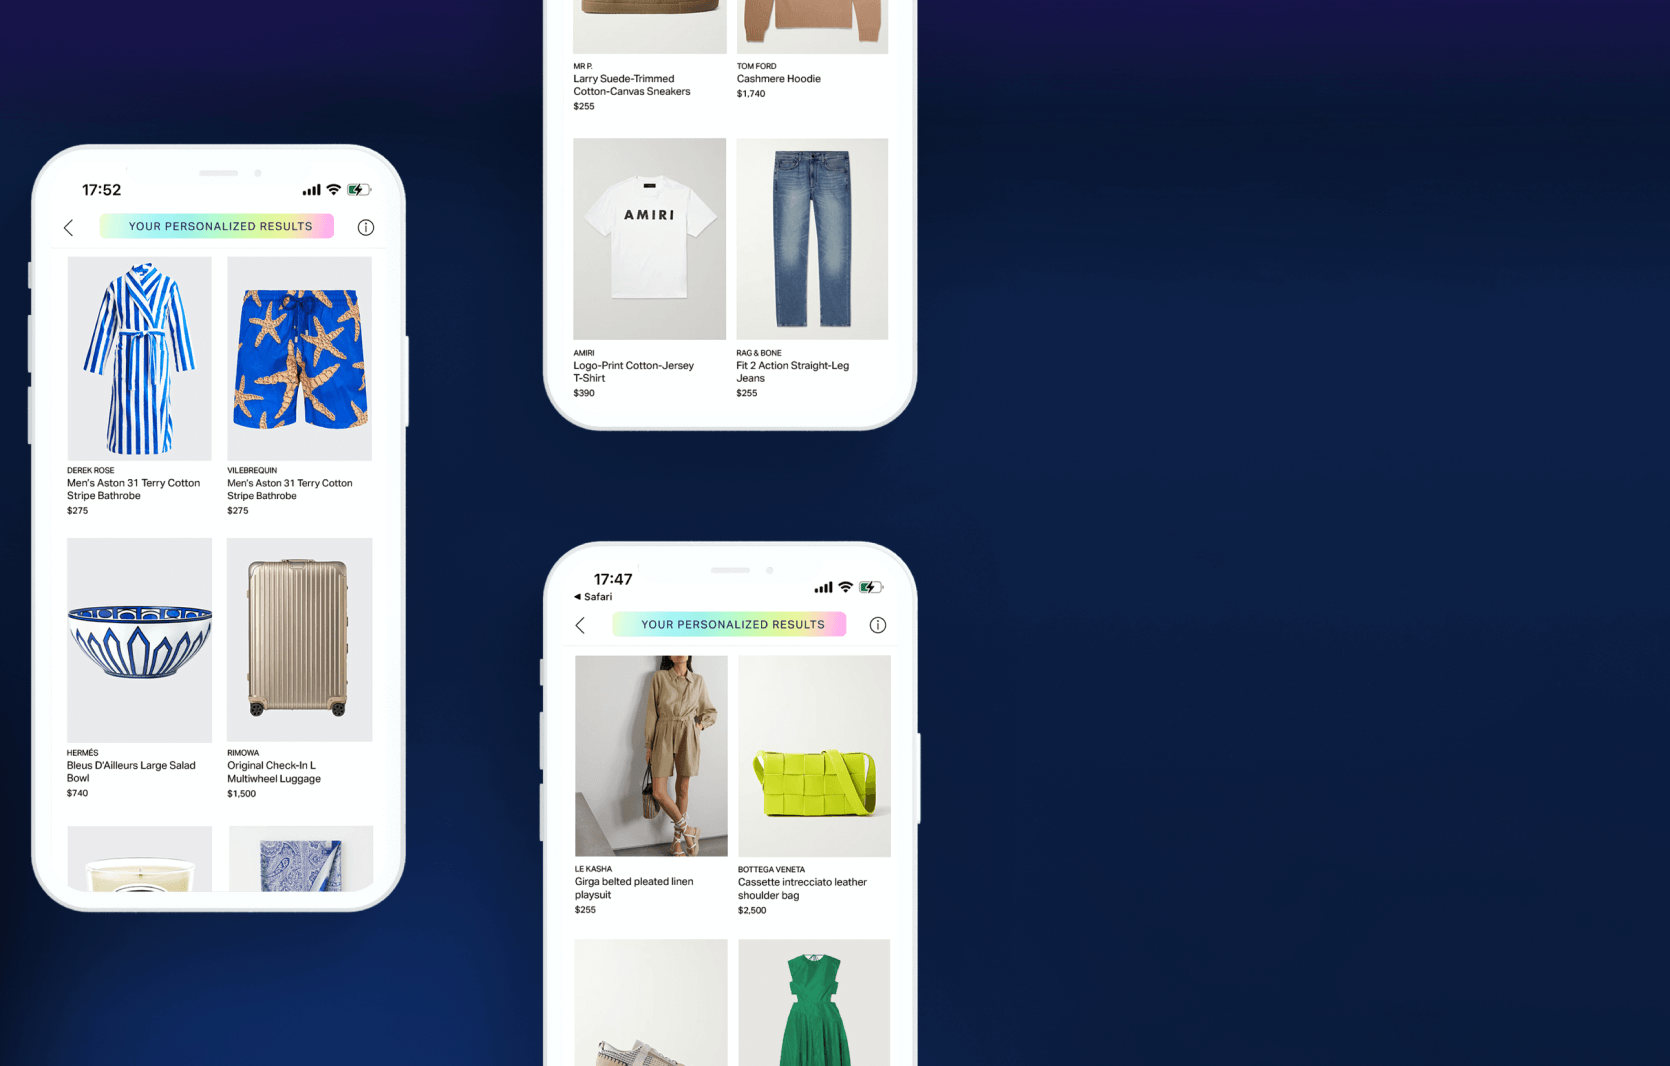 17:52
YOUR PERSONALIZED RESULTS
DEREK ROSE
Men's Aston 31 Terry Cotton
Stripe Bathrobe
$275
VILEBREQUIN
Men's Aston 31 Terry Cotton
Stripe Bathrobe
$275
HERMÈS
Bleus D'Ailleurs Large Salad
Bowl
$740
RIMOWA
Original Check-In L
Multiwheel Luggage
$1,500
MR P.
Larry Suede-Trimmed
Cotton-Canvas Sneakers
$255
TOM FORD
Cashmere Hoodie
$1,740
AMIRI
AMIRI
Logo-Print Cotton-Jersey
T-Shirt
$390
RAG & BONE
Fit 2 Action Straight-Leg
Jeans
$255
17:47
◀ Safari
YOUR PERSONALIZED RESULTS
LE KASHA
Girga belted pleated linen
playsuit
$255
BOTTEGA VENETA
Cassette intrecciato leather
shoulder bag
$2,500